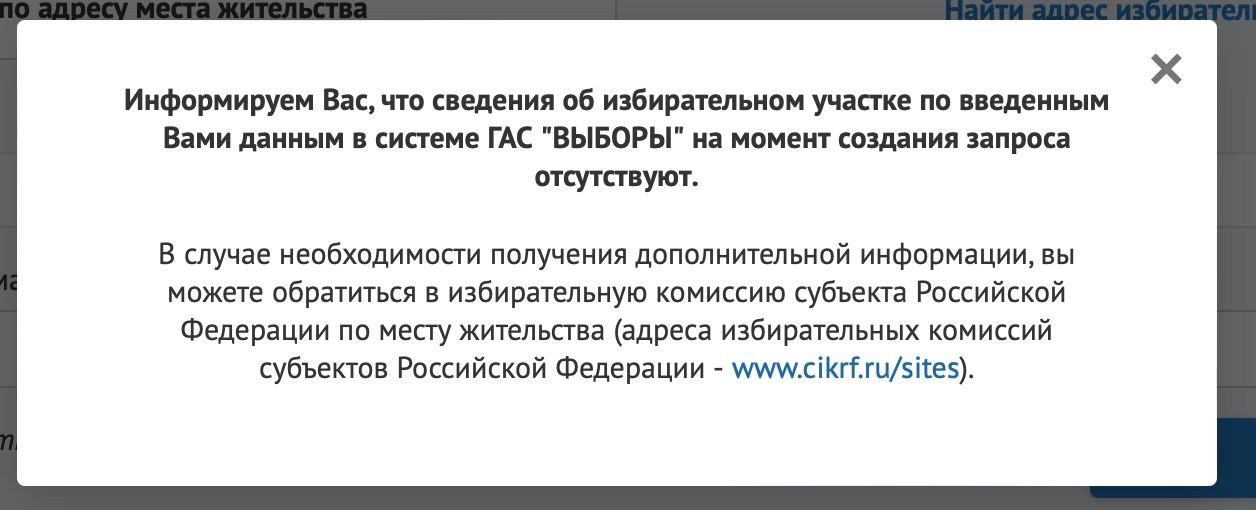 по адресу места жительства
Найти адрес
Информируем Вас, что сведения об избирательном участке по введенным
Вами данным в системе ГАС "ВЫБОРЫ" на момент создания запроса
отсутствуют.
В случае необходимости получения дополнительной информации, вы
можете обратиться в избирательную комиссию субъекта Российской
Федерации по месту жительства (адреса избирательных комиссий
субъектов Российской Федерации - www.cikrf.ru/sites).